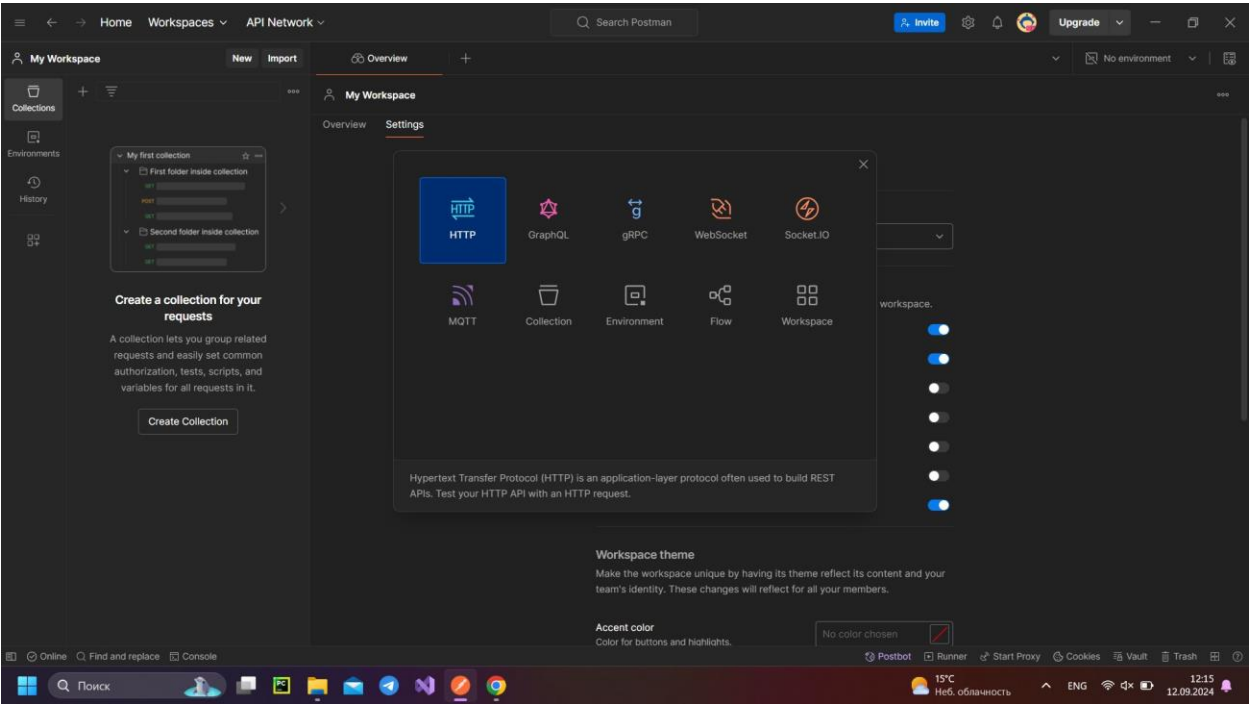 Home Workspaces API Network Search Postman Invite Upgrade
My Workspace New Import Overview No environment
Collections
My Workspace
Overview Settings
Environments
My first collection
First folder inside collection
GET
POST
GET
History
Second folder inside collection
GET
GET
Create a collection for your
requests
A collection lets you group related
requests and easily set common
authorization, tests, scripts, and
variables for all requests in it.
Create Collection
HTTP
HTTP GraphQL gRPC WebSocket Socket.IO
MQTT Collection Environment Flow Workspace
workspace.
Hypertext Transfer Protocol (HTTP) is an application-layer protocol often used to build REST
APIs. Test your HTTP API with an HTTP request.
Workspace theme
Make the workspace unique by having its theme reflect its content and your
team's identity. These changes will reflect for all your members.
Accent color
Color for buttons and highlights.
No color chosen
Online Find and replace Console Postbot Runner Start Proxy Cookies Vault Trash
Поиск
PC
15°C
Неб. облачность
ENG
12:15
12.09.2024